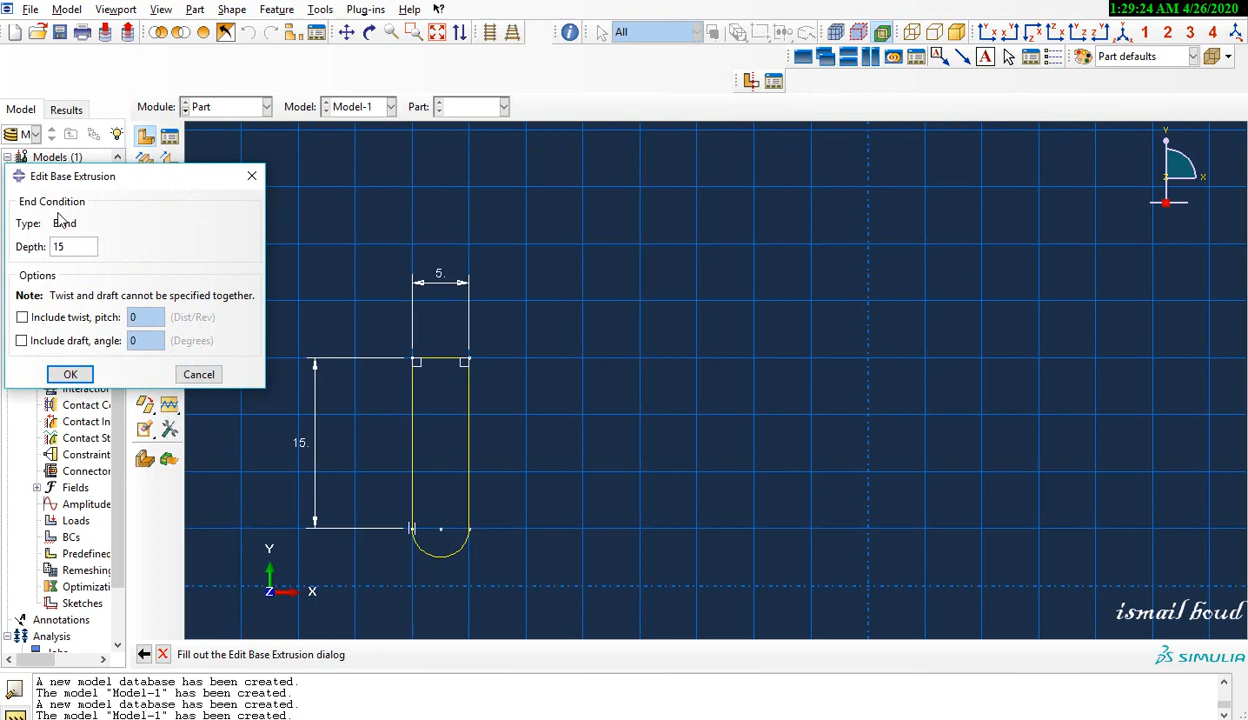 File Model Viewport View Part Shape Feature Tools Plug-ins Help
1:29:24 AM 4/26/2020
All
1 2 3 4
A
Part defaults
Model Results
Module: Part Model: Model-1 Part:
Models (1)
Edit Base Extrusion
End Condition
Type: Blind
Depth: 15
Options
Note: Twist and draft cannot be specified together.
Include twist, pitch: 0 (Dist/Rev)
Include draft, angle: 0 (Degrees)
OK Cancel
Contact Co
Contact In
Contact St
Constraint
Connector
Fields
Amplitude
Loads
BCs
Predefined
Remeshing
Optimizati
Sketches
Annotations
Analysis
5.
15.
Y
X
Z
Y
Z X
ismail boud
SIMULIA
Fill out the Edit Base Extrusion dialog
A new model database has been created.
The model "Model-1" has been created.
A new model database has been created.
The model "Model-1" has been created.